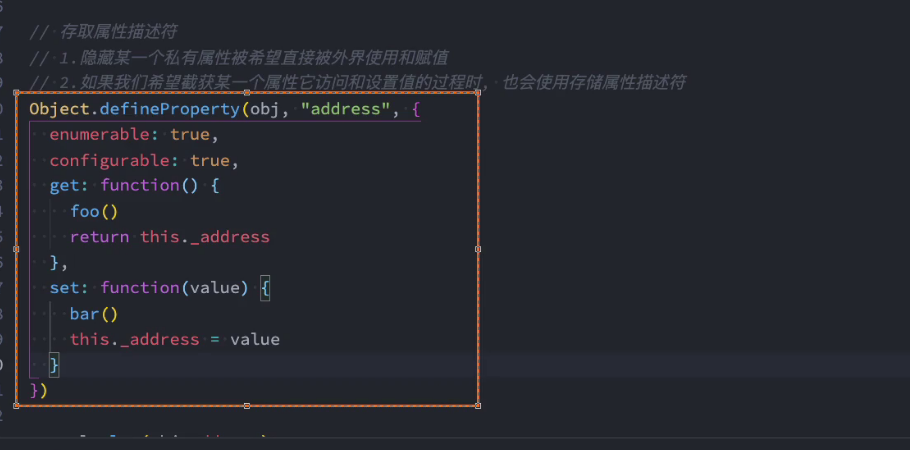 // 存取属性描述符
// 1.隐藏某一个私有属性被希望直接被外界使用和赋值
// 2.如果我们希望截获某一个属性它访问和设置值的过程时, 也会使用存储属性描述符
Object.defineProperty(obj, "address", {
enumerable: true,
configurable: true,
get: function() {
foo()
return this._address
},
set: function(value) {
bar()
this._address = value
}
})